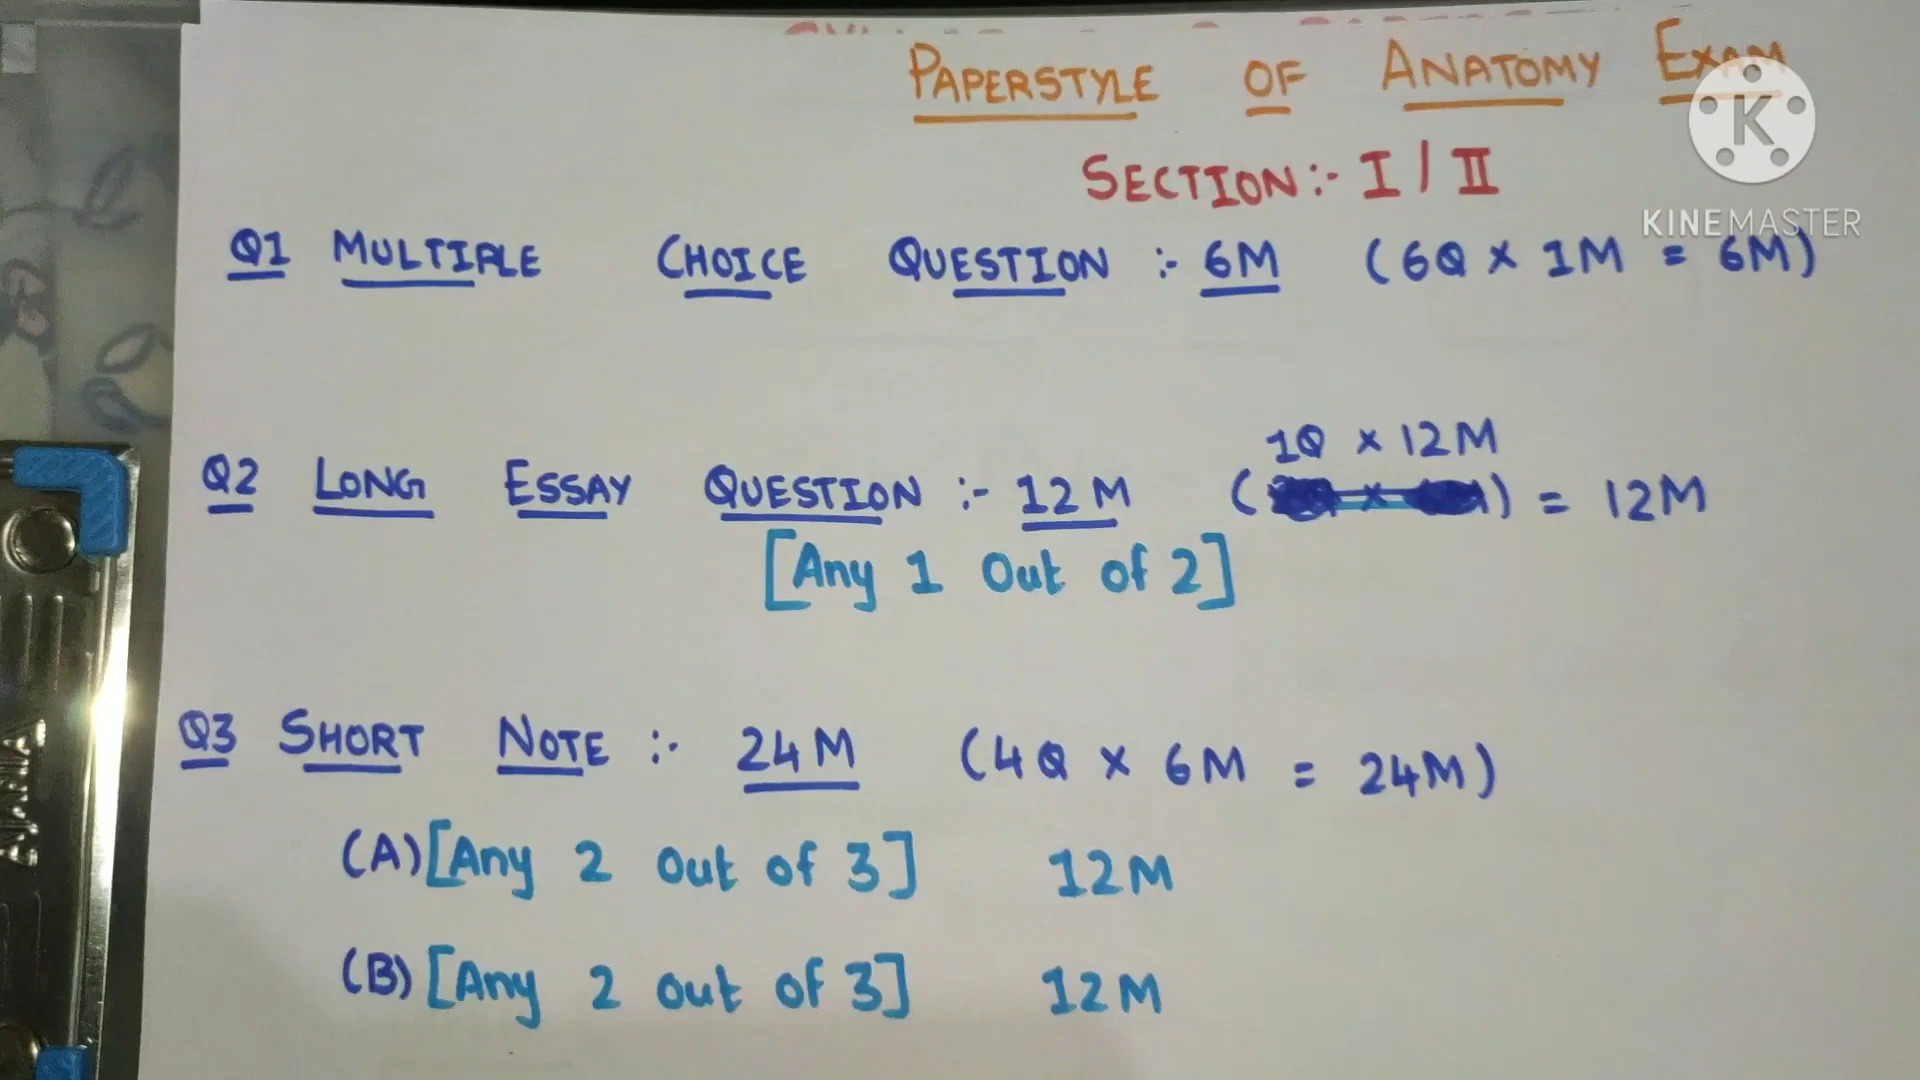 PAPERSTYLE OF ANATOMY EXAM
SECTION:- I / II
KINEMASTER
Q1 MULTIPLE CHOICE QUESTION :- 6M (6Q X 1M = 6M)
1Q X 12M
Q2 LONG ESSAY QUESTION :- 12M ( ) = 12M
[Any 1 Out of 2]
Q3 SHORT NOTE :- 24M (4Q X 6M = 24M)
(A) [Any 2 Out of 3] 12M
(B) [Any 2 Out of 3] 12M
AJANTA